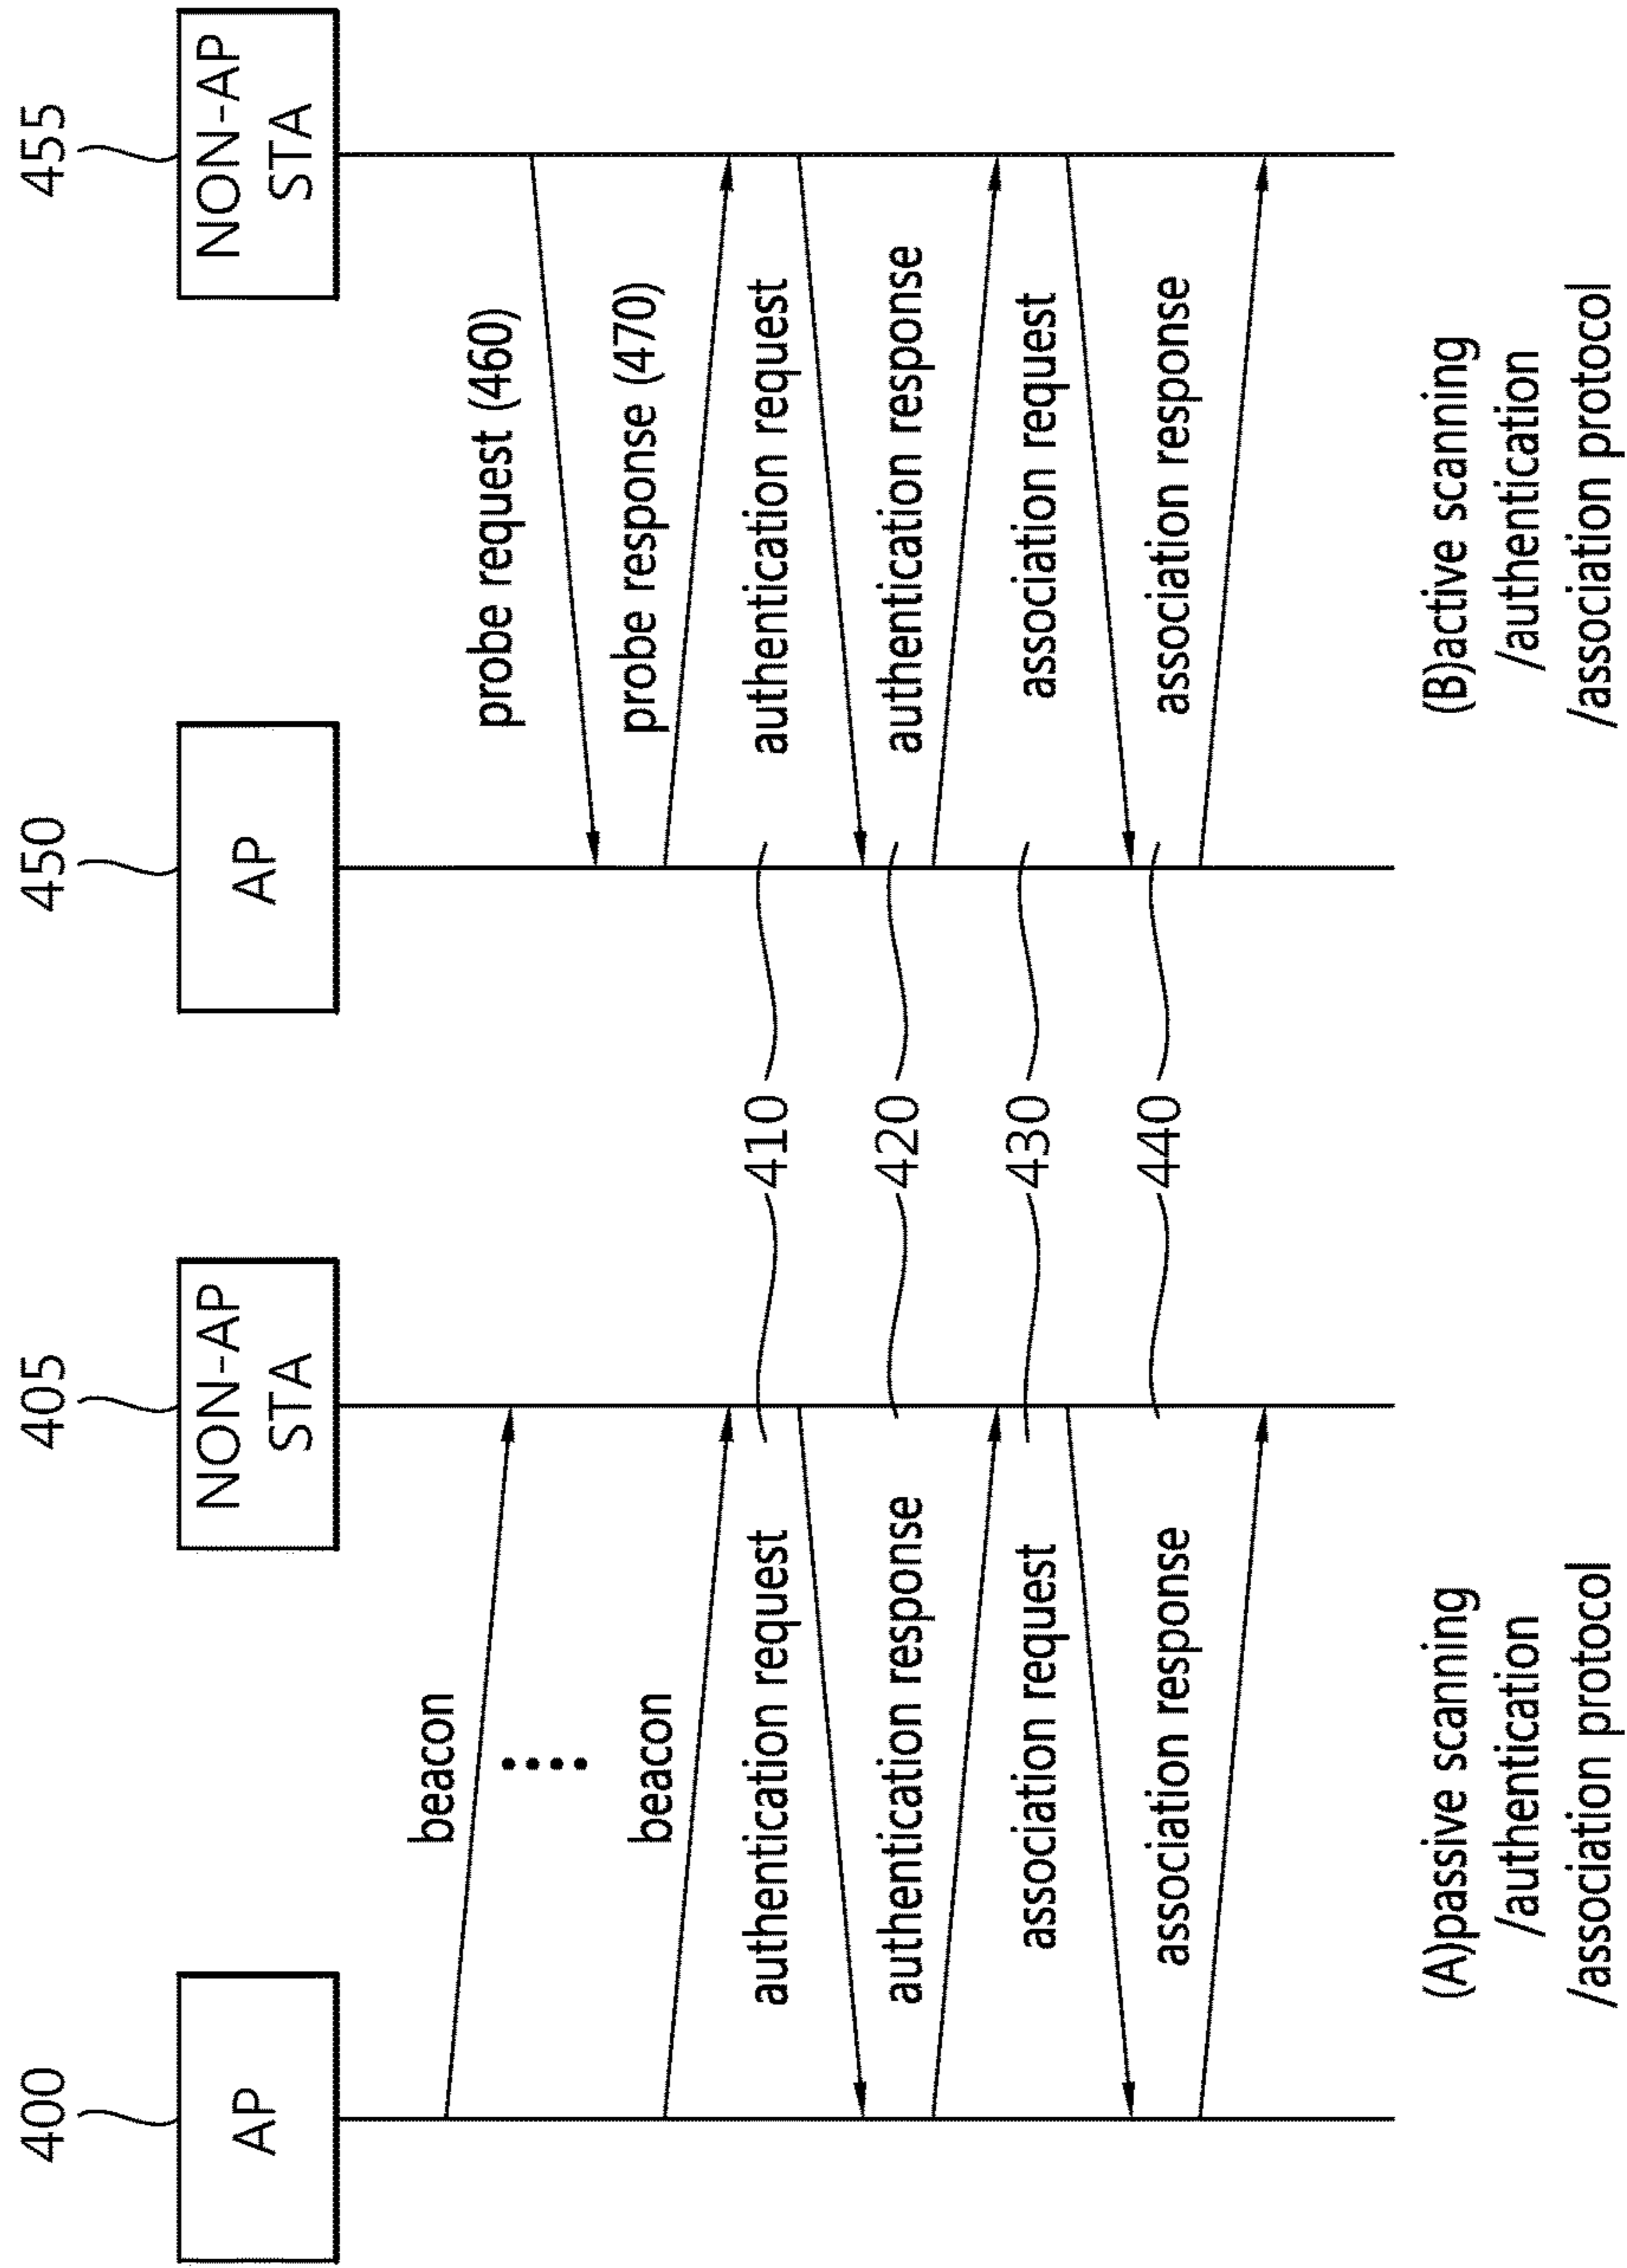 400
AP
405
NON-AP
STA
beacon
beacon
authentication request
authentication response
association request
association response
(A)passive scanning
/authentication
/association protocol
410
420
430
440
450
AP
455
NON-AP
STA
probe request (460)
probe response (470)
authentication request
authentication response
association request
association response
(B)active scanning
/authentication
/association protocol